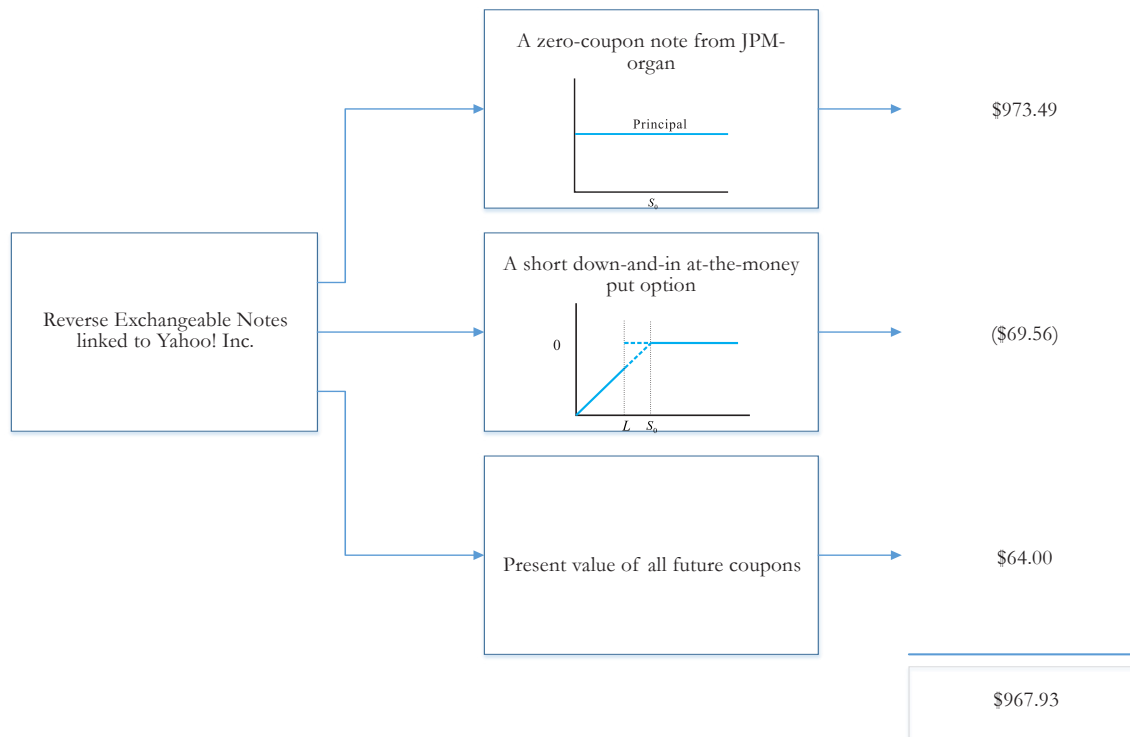 A zero-coupon note from JPM-
organ
Principal
S₀
$973.49
Reverse Exchangeable Notes
linked to Yahoo! Inc.
A short down-and-in at-the-money
put option
0
L S₀
($69.56)
Present value of all future coupons
$64.00
$967.93